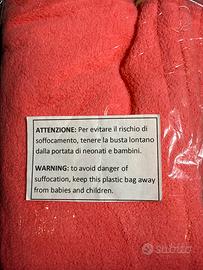 ATTENZIONE: Per evitare il rischio di
soffocamento, tenere la busta lontano
dalla portata di neonati e bambini.
WARNING: to avoid danger of
suffocation, keep this plastic bag away
from babies and children.
subito